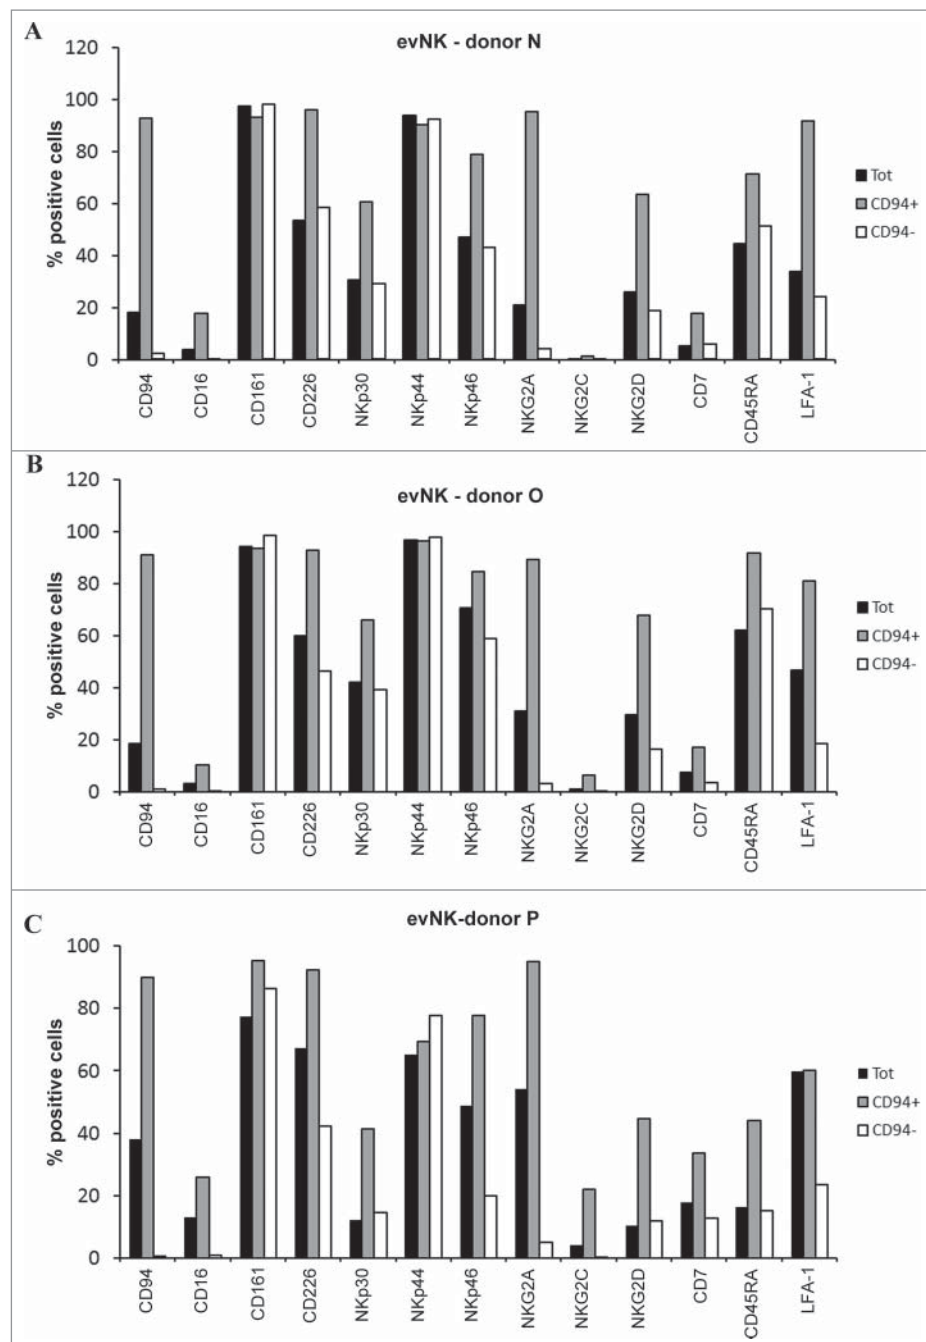 A
evNK - donor N
120
100
80
60
40
20
0
% positive cells
Tot
CD94+
CD94-
CD94
CD16
CD161
CD226
NKp30
NKp44
NKp46
NKG2A
NKG2C
NKG2D
CD7
CD45RA
LFA-1
B
evNK - donor O
120
100
80
60
40
20
0
% positive cells
Tot
CD94+
CD94-
CD94
CD16
CD161
CD226
NKp30
NKp44
NKp46
NKG2A
NKG2C
NKG2D
CD7
CD45RA
LFA-1
C
evNK-donor P
100
80
60
40
20
0
% positive cells
Tot
CD94+
CD94-
CD94
CD16
CD161
CD226
NKp30
NKp44
NKp46
NKG2A
NKG2C
NKG2D
CD7
CD45RA
LFA-1